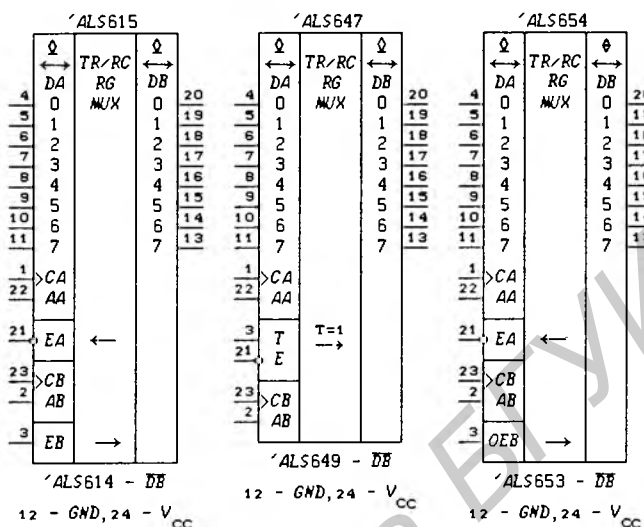 'ALS615
Ω Ω
↔ TR/RC ↔
DA RG DB
4 0 MUX 0 20
5 1 1 19
6 2 2 18
7 3 3 17
8 4 4 16
9 5 5 15
10 6 6 14
11 7 7 13
1 CA
22 AA
21 EA ←
23 CB
2 AB
3 EB →
'ALS614 - D̅B̅
12 - GND, 24 - VCC
'ALS647
Ω Ω
↔ TR/RC ↔
DA RG DB
4 0 MUX 0 20
5 1 1 19
6 2 2 18
7 3 3 17
8 4 4 16
9 5 5 15
10 6 6 14
11 7 7 13
1 CA
22 AA
3 T T=1
21 E →
23 CB
2 AB
'ALS649 - D̅B̅
12 - GND, 24 - VCC
'ALS654
Ω
↔ TR/RC ↔
DA RG DB
4 0 MUX 0
5 1 1
6 2 2
7 3 3
8 4 4
9 5 5
10 6 6
11 7 7
1 CA
22 AA
21 EA ←
23 CB
2 AB
3 OEB →
'ALS653 - D̅B̅
12 - GND, 24 - VCC
БГУИ